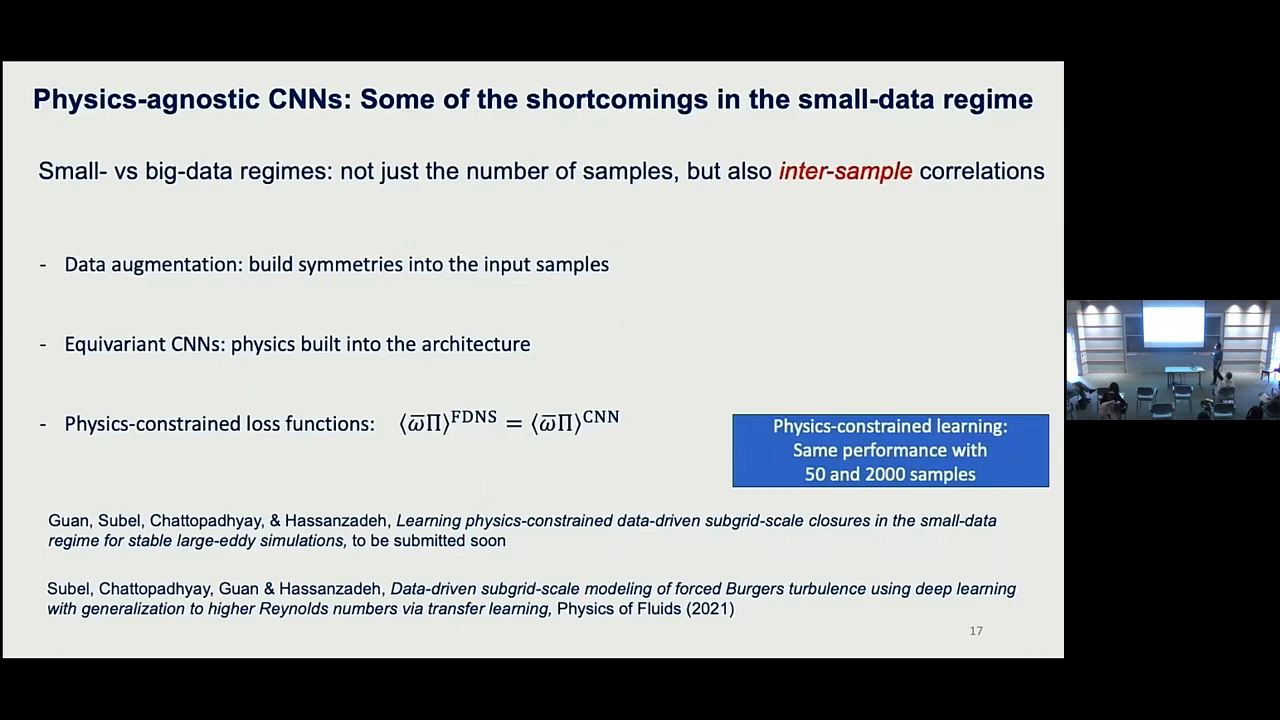 Physics-agnostic CNNs: Some of the shortcomings in the small-data regime
Small- vs big-data regimes: not just the number of samples, but also inter-sample correlations
- Data augmentation: build symmetries into the input samples
- Equivariant CNNs: physics built into the architecture
- Physics-constrained loss functions: ⟨ω̅Π⟩^FDNS = ⟨ω̅Π⟩^CNN
Physics-constrained learning:
Same performance with
50 and 2000 samples
Guan, Subel, Chattopadhyay, & Hassanzadeh, Learning physics-constrained data-driven subgrid-scale closures in the small-data
regime for stable large-eddy simulations, to be submitted soon
Subel, Chattopadhyay, Guan & Hassanzadeh, Data-driven subgrid-scale modeling of forced Burgers turbulence using deep learning
with generalization to higher Reynolds numbers via transfer learning, Physics of Fluids (2021)
17